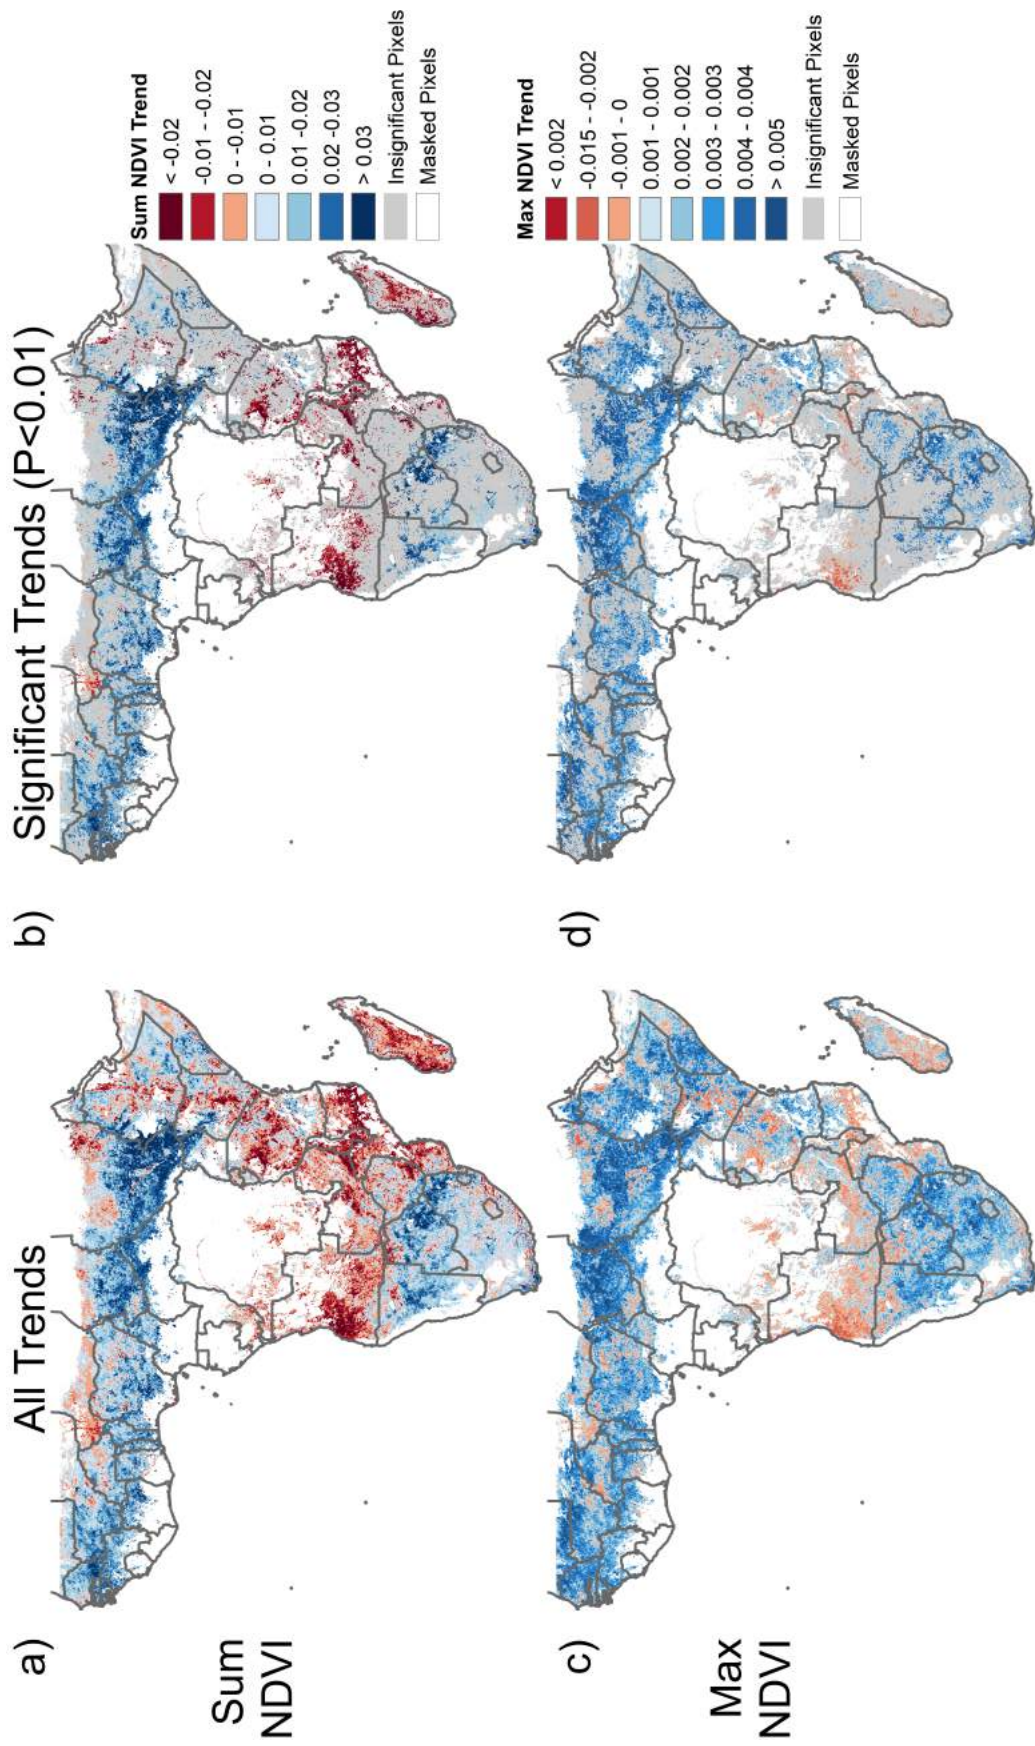 All Trends
Significant Trends (P<0.01)
a)
b)
Sum
NDVI
Sum NDVI Trend
< -0.02
-0.01 - -0.02
0 - -0.01
0 - 0.01
0.01 -0.02
0.02 -0.03
> 0.03
Insignificant Pixels
Masked Pixels
c)
d)
Max
NDVI
Max NDVI Trend
< 0.002
-0.015 - -0.002
-0.001 - 0
0.001 - 0.001
0.002 - 0.002
0.003 - 0.003
0.004 - 0.004
> 0.005
Insignificant Pixels
Masked Pixels